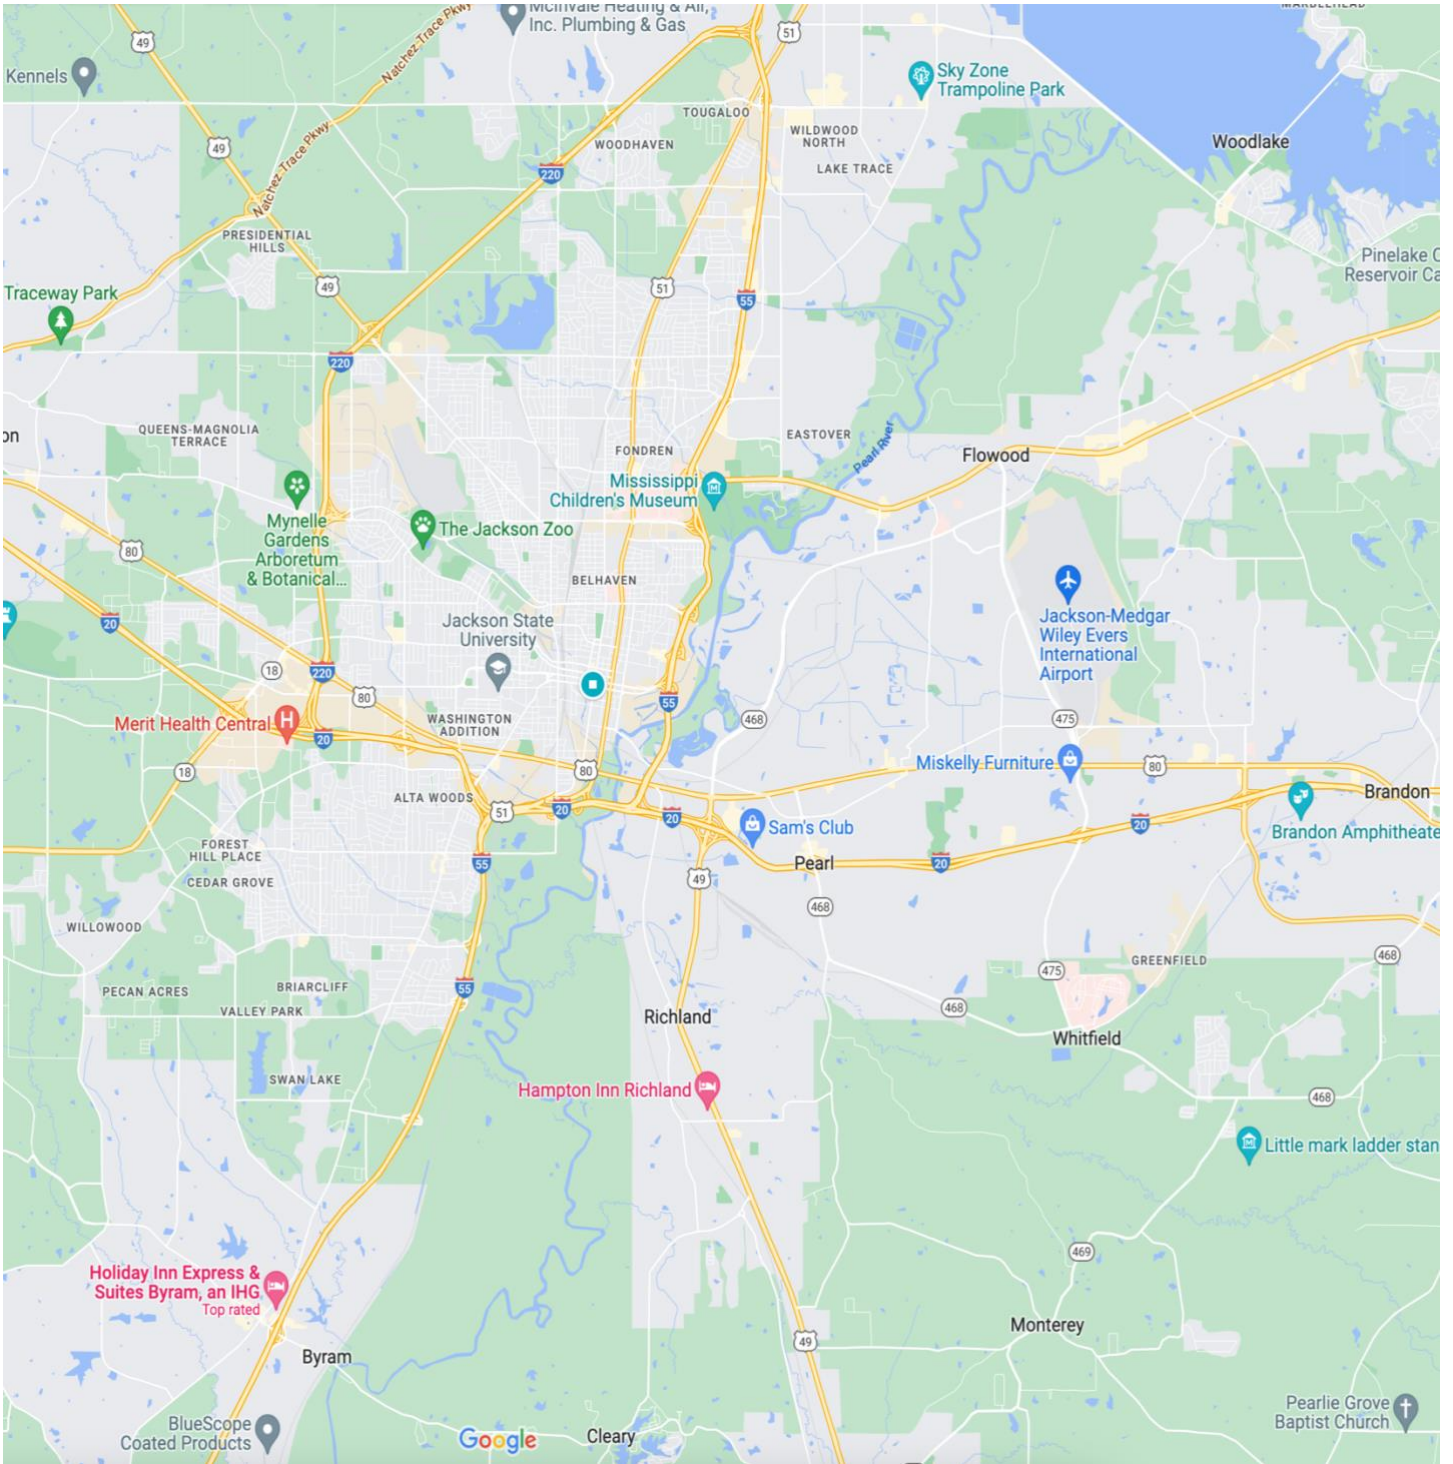 McInvale Heating & Air,
Inc. Plumbing & Gas
51
49
Natchez Trace Pkwy
Kennels
Sky Zone
Trampoline Park
TOUGALOO
WILDWOOD
NORTH
Woodlake
49
WOODHAVEN
LAKE TRACE
220
Natchez Trace Pkwy
PRESIDENTIAL
HILLS
Pinelake
Reservoir
49
51
55
Traceway Park
220
QUEENS-MAGNOLIA
TERRACE
on
EASTOVER
Pearl River
FONDREN
Flowood
Mississippi
Children's Museum
Mynelle
Gardens
Arboretum
& Botanical...
The Jackson Zoo
80
BELHAVEN
20
Jackson State
University
Jackson-Medgar
Wiley Evers
International
Airport
18
220
80
55
468
475
Merit Health Central
WASHINGTON
ADDITION
20
18
80
Miskelly Furniture
80
ALTA WOODS
51
20
20
Sam's Club
20
Brandon
Brandon Amphitheate
FOREST
HILL PLACE
55
Pearl
20
CEDAR GROVE
49
468
WILLOWOOD
468
GREENFIELD
475
PECAN ACRES
BRIARCLIFF
55
VALLEY PARK
468
Richland
Whitfield
SWAN LAKE
Hampton Inn Richland
468
Little mark ladder stan
469
Holiday Inn Express &
Suites Byram, an IHG
Top rated
Monterey
49
Byram
Pearlie Grove
Baptist Church
BlueScope
Coated Products
Google
Cleary